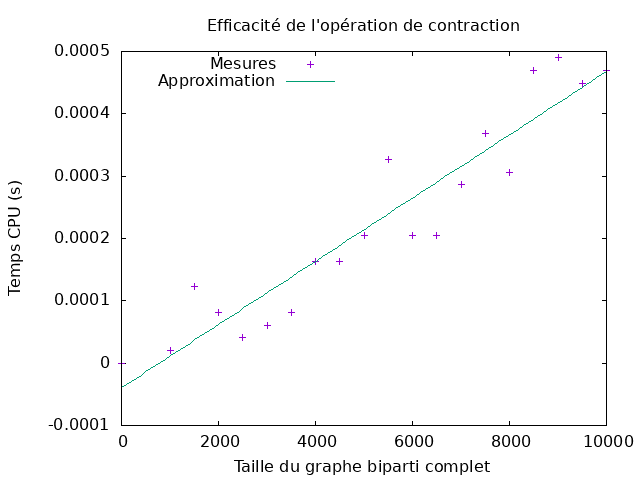 Efficacité de l'opération de contraction
Mesures
Approximation
0.0005
0.0004
0.0003
0.0002
0.0001
0
-0.0001
Temps CPU (s)
0 2000 4000 6000 8000 10000
Taille du graphe biparti complet